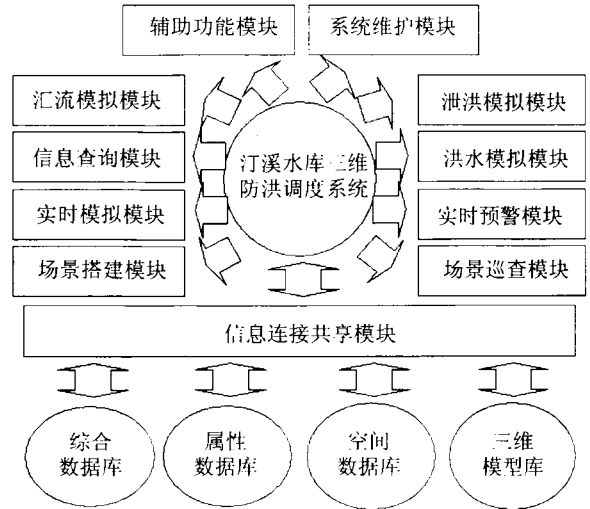 辅助功能模块
系统维护模块
汇流模拟模块
泄洪模拟模块
信息查询模块
洪水模拟模块
汀溪水库三维
防洪调度系统
实时模拟模块
实时预警模块
场景搭建模块
场景巡查模块
信息连接共享模块
综合
数据库
属性
数据库
空间
数据库
三维
模型库